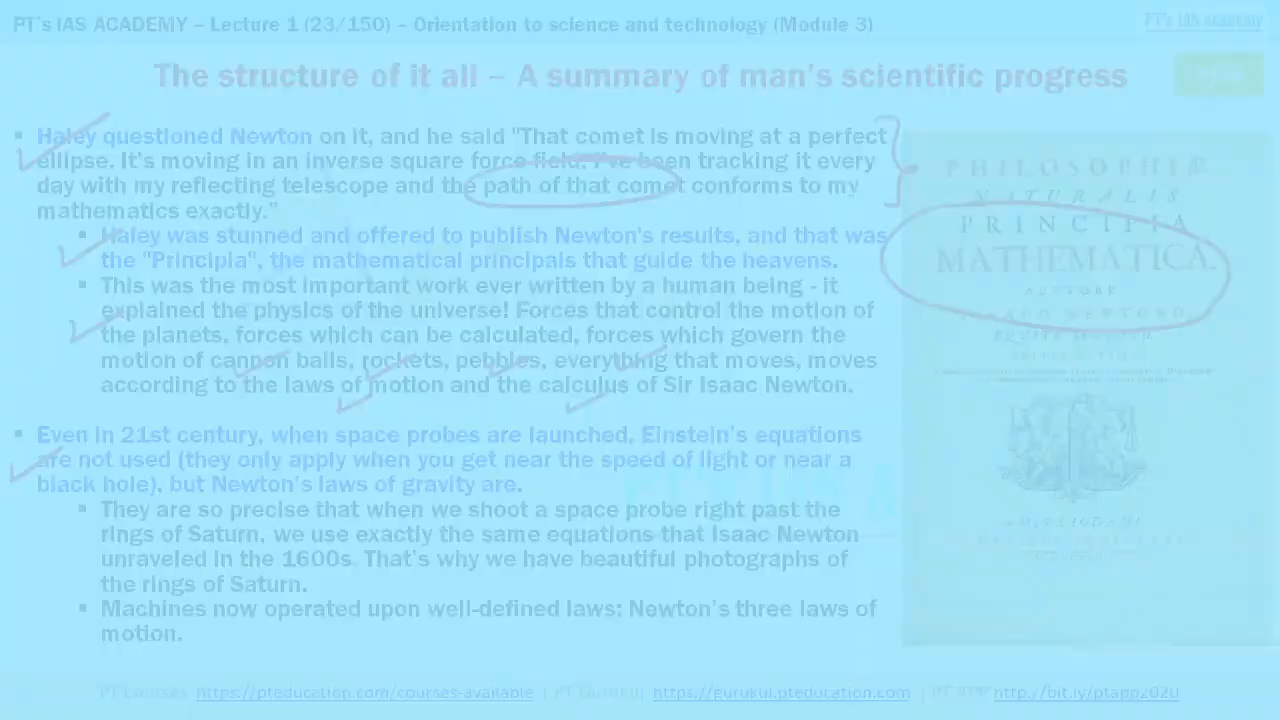 PT's IAS ACADEMY – Lecture 1 (23/150) – Orientation to science and technology (Module 3)
PT's IAS Academy
The structure of it all – A summary of man's scientific progress
▪ Haley questioned Newton on it, and he said "That comet is moving at a perfect
ellipse. It's moving in an inverse square force field. I've been tracking it every
day with my reflecting telescope and the path of that comet conforms to my
mathematics exactly."
▪ Haley was stunned and offered to publish Newton's results, and that was
the "Principia", the mathematical principals that guide the heavens.
▪ This was the most important work ever written by a human being - it
explained the physics of the universe! Forces that control the motion of
the planets, forces which can be calculated, forces which govern the
motion of cannon balls, rockets, pebbles, everything that moves, moves
according to the laws of motion and the calculus of Sir Isaac Newton.
▪ Even in 21st century, when space probes are launched, Einstein's equations
are not used (they only apply when you get near the speed of light or near a
black hole), but Newton's laws of gravity are.
▪ They are so precise that when we shoot a space probe right past the
rings of Saturn, we use exactly the same equations that Isaac Newton
unraveled in the 1600s. That's why we have beautiful photographs of
the rings of Saturn.
▪ Machines now operated upon well-defined laws: Newton's three laws of
motion.
PHILOSOPHIÆ
NATURALIS
PRINCIPIA
MATHEMATICA.
AUCTORE
PT'S IAS A
PT Courses https://pteducation.com/courses-available | PT Gurukul https://gurukul.pteducation.com | PT APP http://bit.ly/ptapp2020